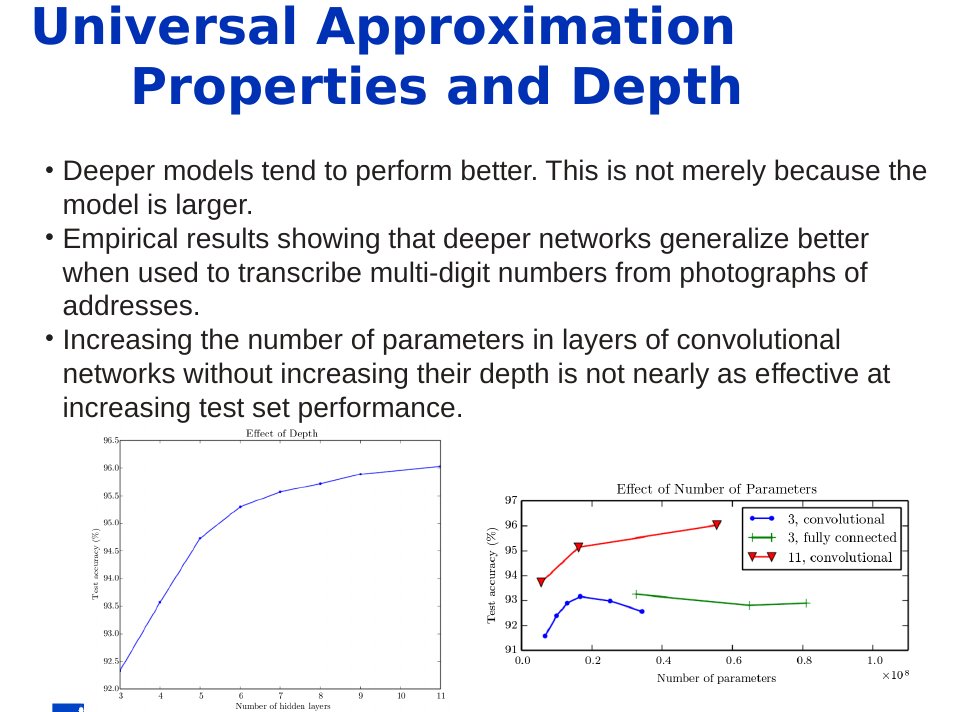 Universal Approximation
Properties and Depth
• Deeper models tend to perform better. This is not merely because the
model is larger.
• Empirical results showing that deeper networks generalize better
when used to transcribe multi-digit numbers from photographs of
addresses.
• Increasing the number of parameters in layers of convolutional
networks without increasing their depth is not nearly as effective at
increasing test set performance.
Effect of Depth
96.5
96.0
95.5
95.0
94.5
94.0
93.5
93.0
92.5
92.0
Test accuracy (%)
3 4 5 6 7 8 9 10 11
Number of hidden layers
Effect of Number of Parameters
97
96
95
94
93
92
91
Test accuracy (%)
3, convolutional
3, fully connected
11, convolutional
0.0 0.2 0.4 0.6 0.8 1.0
×10⁸
Number of parameters